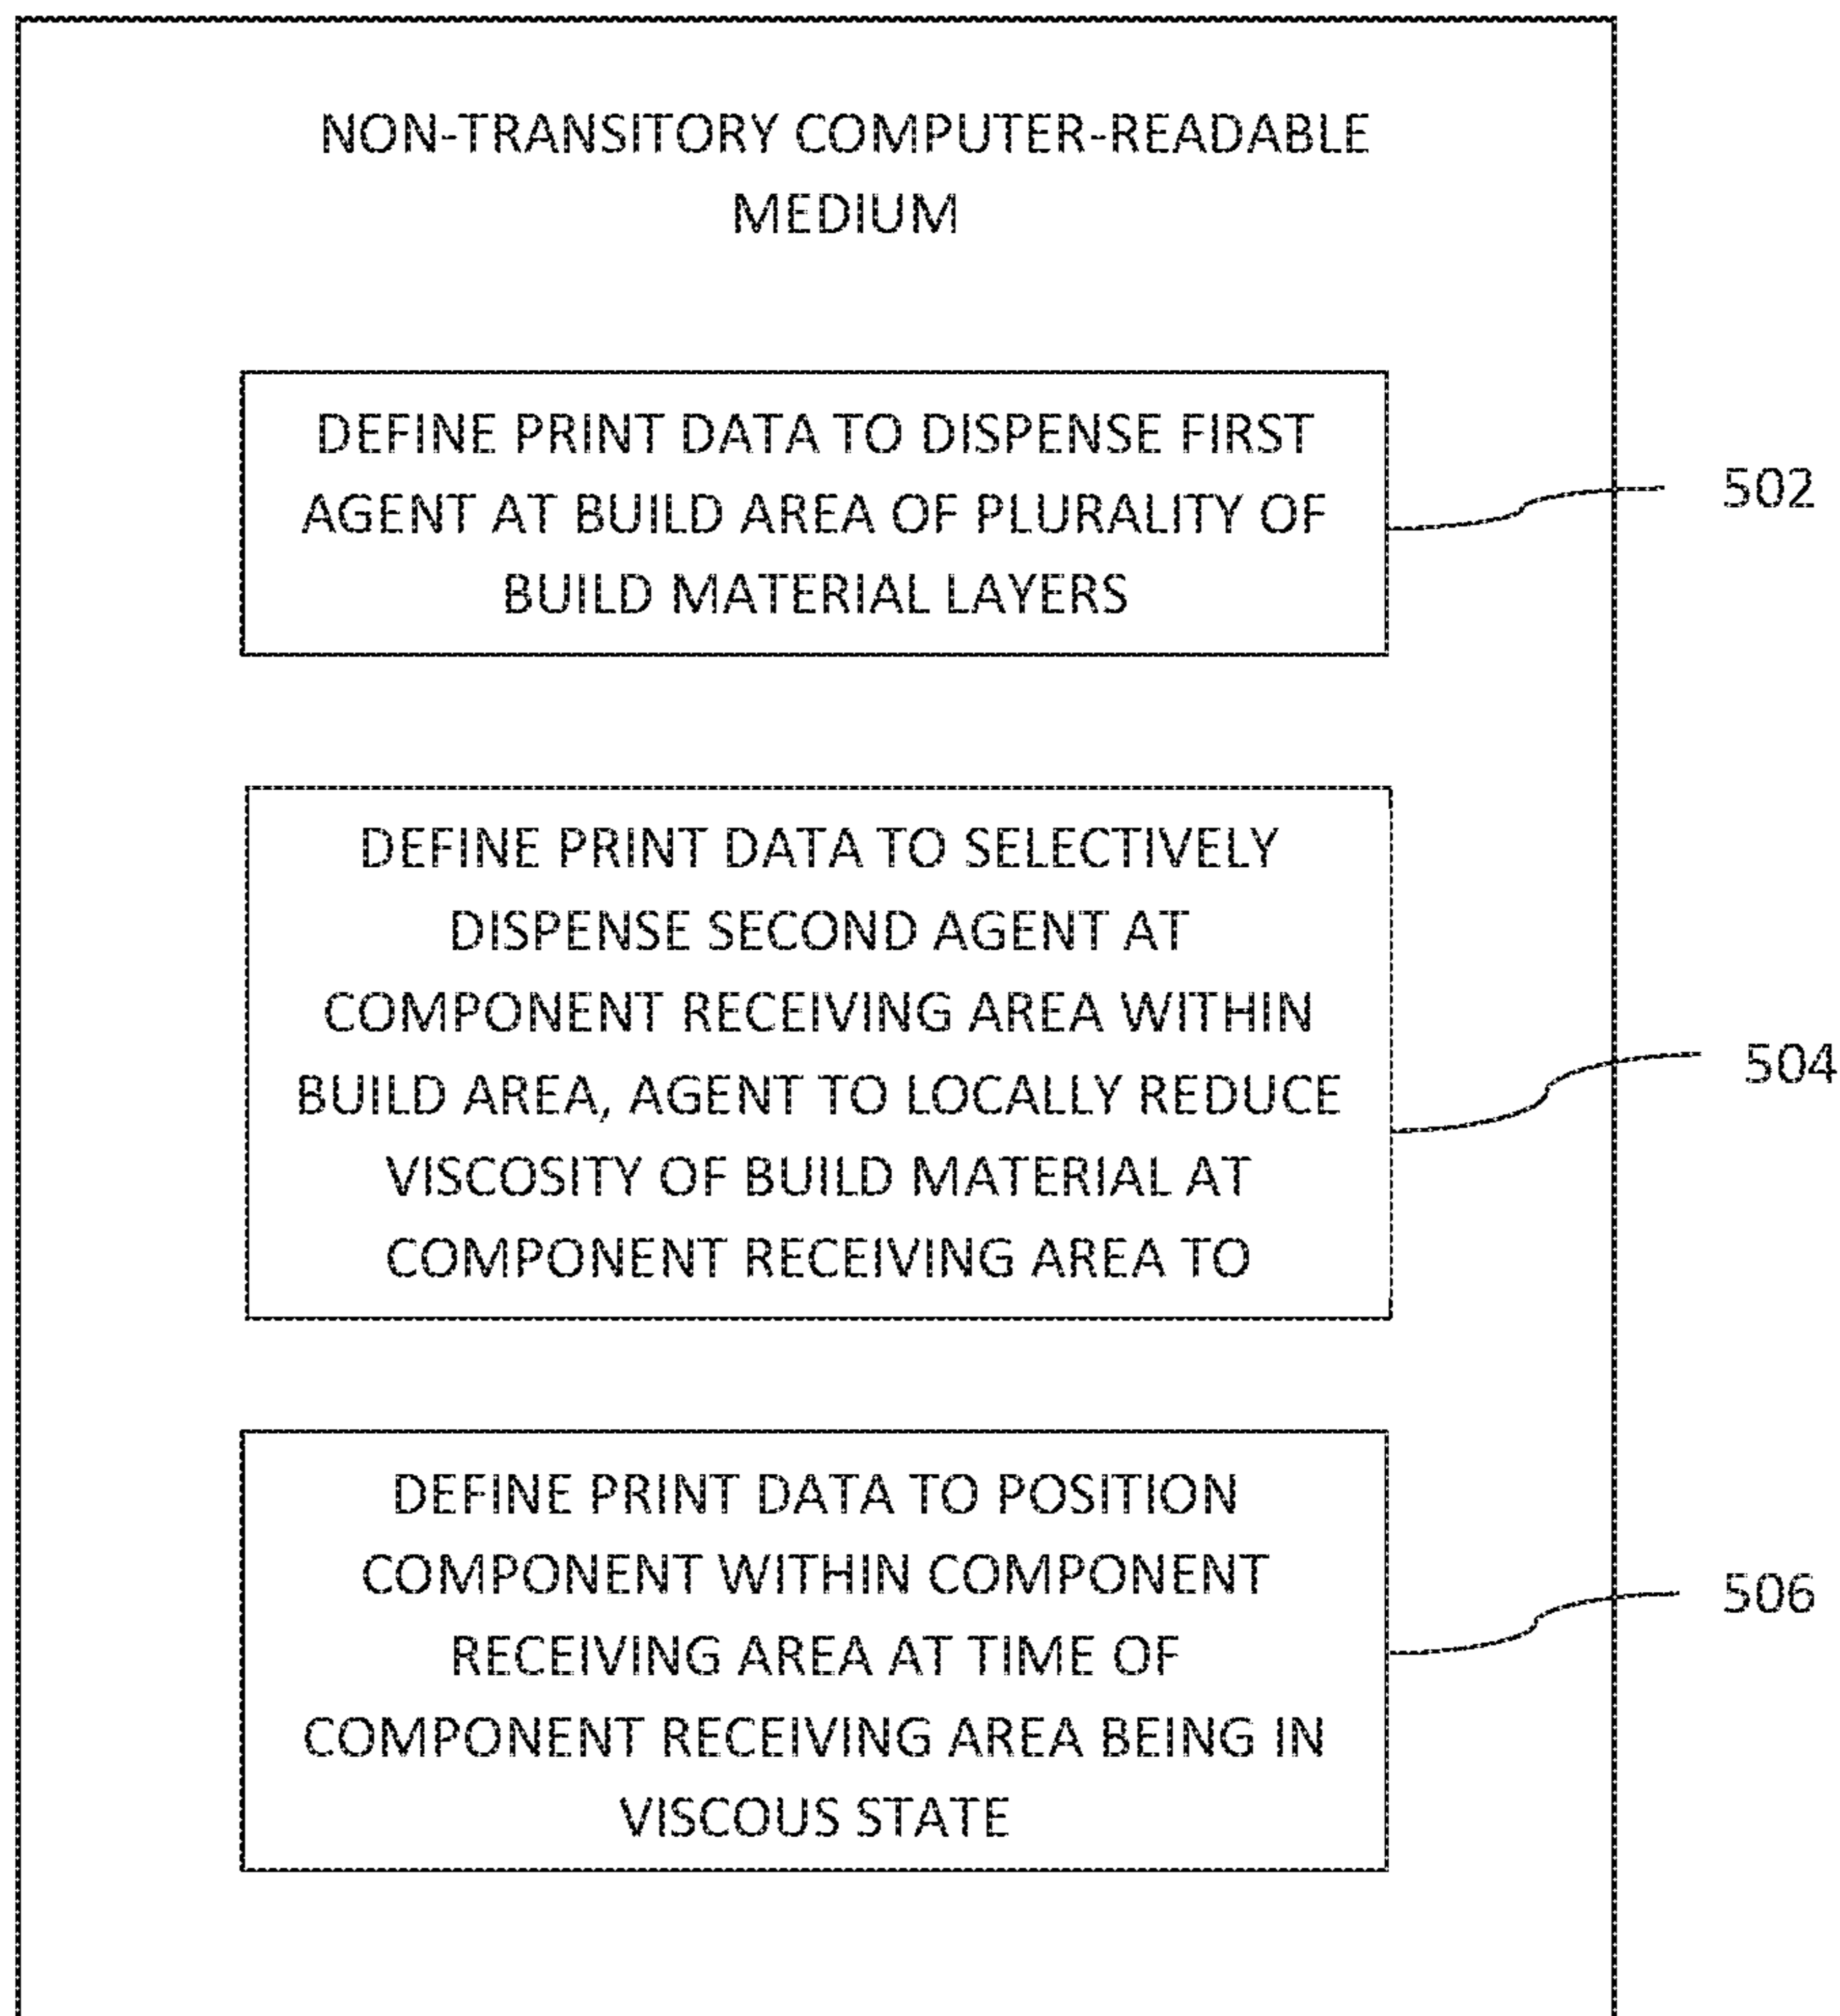 NON-TRANSITORY COMPUTER-READABLE
MEDIUM
DEFINE PRINT DATA TO DISPENSE FIRST
AGENT AT BUILD AREA OF PLURALITY OF
BUILD MATERIAL LAYERS
502
DEFINE PRINT DATA TO SELECTIVELY
DISPENSE SECOND AGENT AT
COMPONENT RECEIVING AREA WITHIN
BUILD AREA, AGENT TO LOCALLY REDUCE
VISCOSITY OF BUILD MATERIAL AT
COMPONENT RECEIVING AREA TO
504
DEFINE PRINT DATA TO POSITION
COMPONENT WITHIN COMPONENT
RECEIVING AREA AT TIME OF
COMPONENT RECEIVING AREA BEING IN
VISCOUS STATE
506